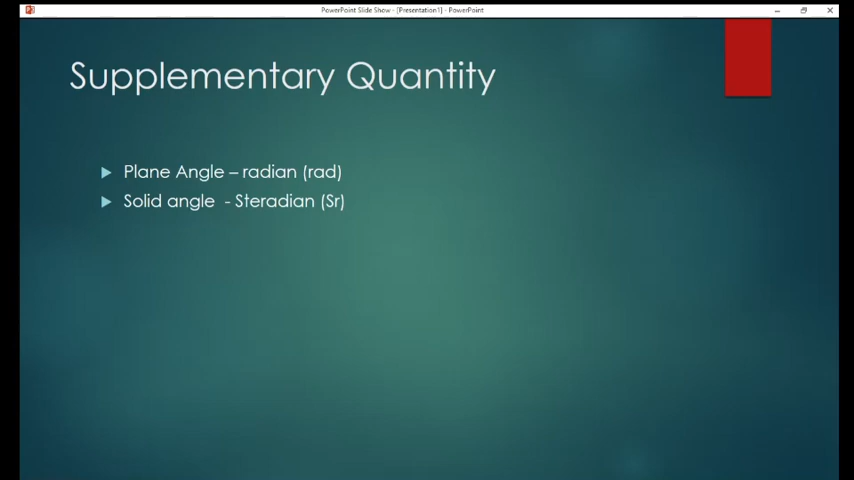 PowerPoint Slide Show - [Presentation1] - PowerPoint
Supplementary Quantity
Plane Angle – radian (rad)
Solid angle - Steradian (Sr)